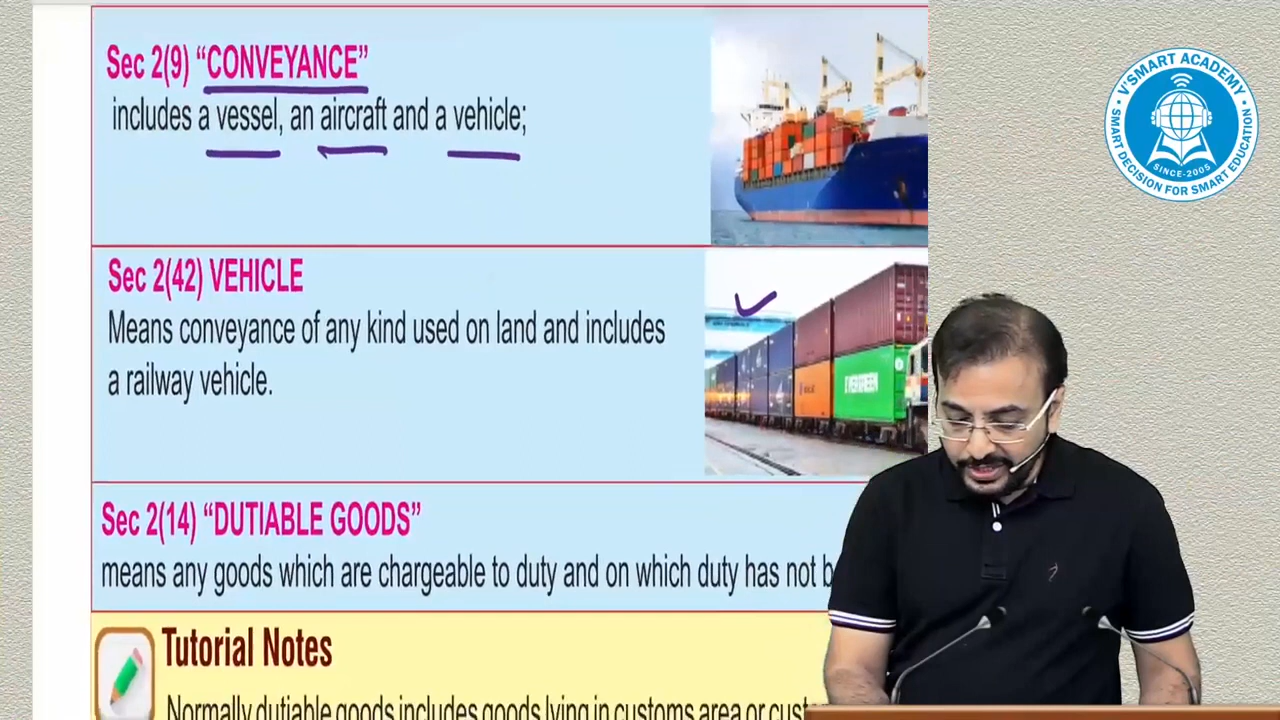 Sec 2(9) “CONVEYANCE”
includes a vessel, an aircraft and a vehicle;
Sec 2(42) VEHICLE
Means conveyance of any kind used on land and includes
a railway vehicle.
EVERGREEN
Sec 2(14) “DUTIABLE GOODS”
means any goods which are chargeable to duty and on which duty has not b
Tutorial Notes
Normally dutiable goods includes goods lying in customs area or cust
V'SMART ACADEMY
SMART DECISION FOR SMART EDUCATION
SINCE-2005